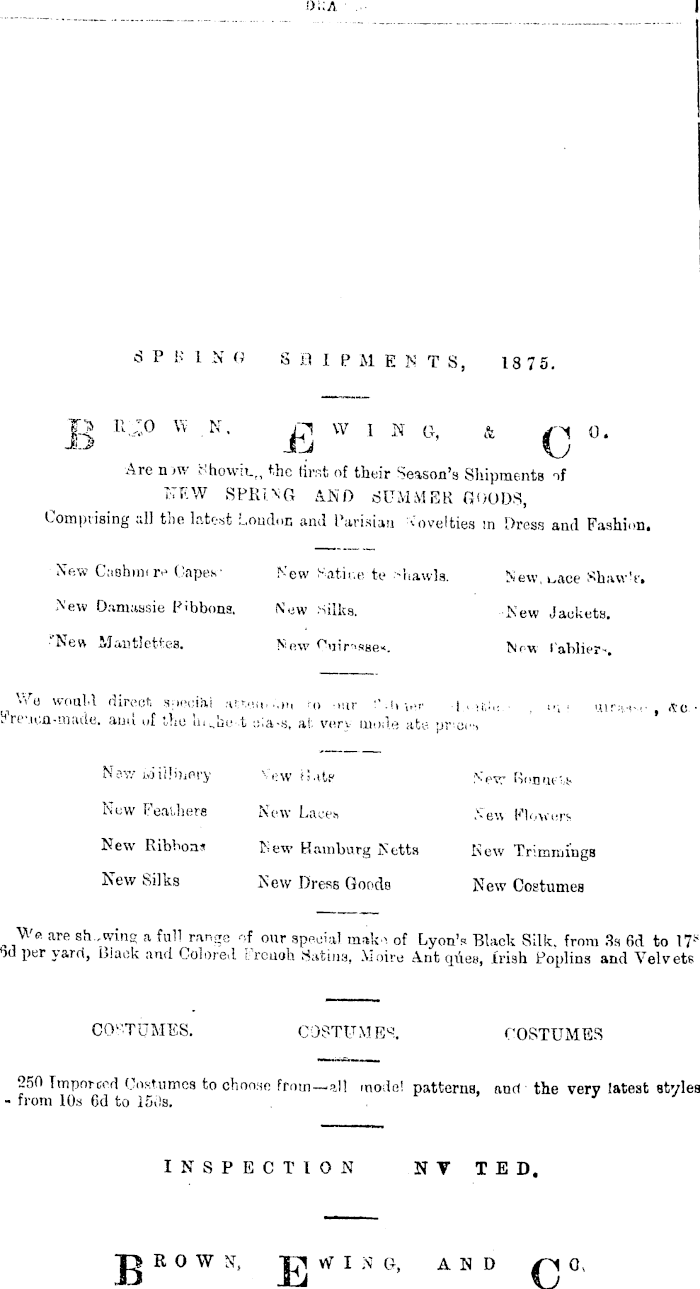 SPRING SHIPMENTS, 1875.
BROWN, EWING, & CO.
Are now Showing, the first of their Season's Shipments of
NEW SPRING AND SUMMER GOODS,
Comprising all the latest London and Parisian Novelties in Dress and Fashion.
New Cashmere Capes New Satinette Shawls. New Lace Shawls.
New Damassie Ribbons. New Silks. New Jackets.
New Mantlettes. New Cuirasses. New Tabliers.
We would direct special attention to our , &c
French-made, and of the highest class, at very moderate prices
New Millinery New Hats New Bonnets
New Feathers New Laces New Flowers
New Ribbons New Hamburg Netts New Trimmings
New Silks New Dress Goods New Costumes
We are showing a full range of our special make of Lyon's Black Silk, from 3s 6d to 17s
6d per yard, Black and Colored French Satins, Moire Antiques, Irish Poplins and Velvets
COSTUMES. COSTUMES. COSTUMES
250 Imported Costumes to choose from—all model patterns, and the very latest styles
- from 10s 6d to 150s.
INSPECTION NV TED.
BROWN, EWING, AND CO.